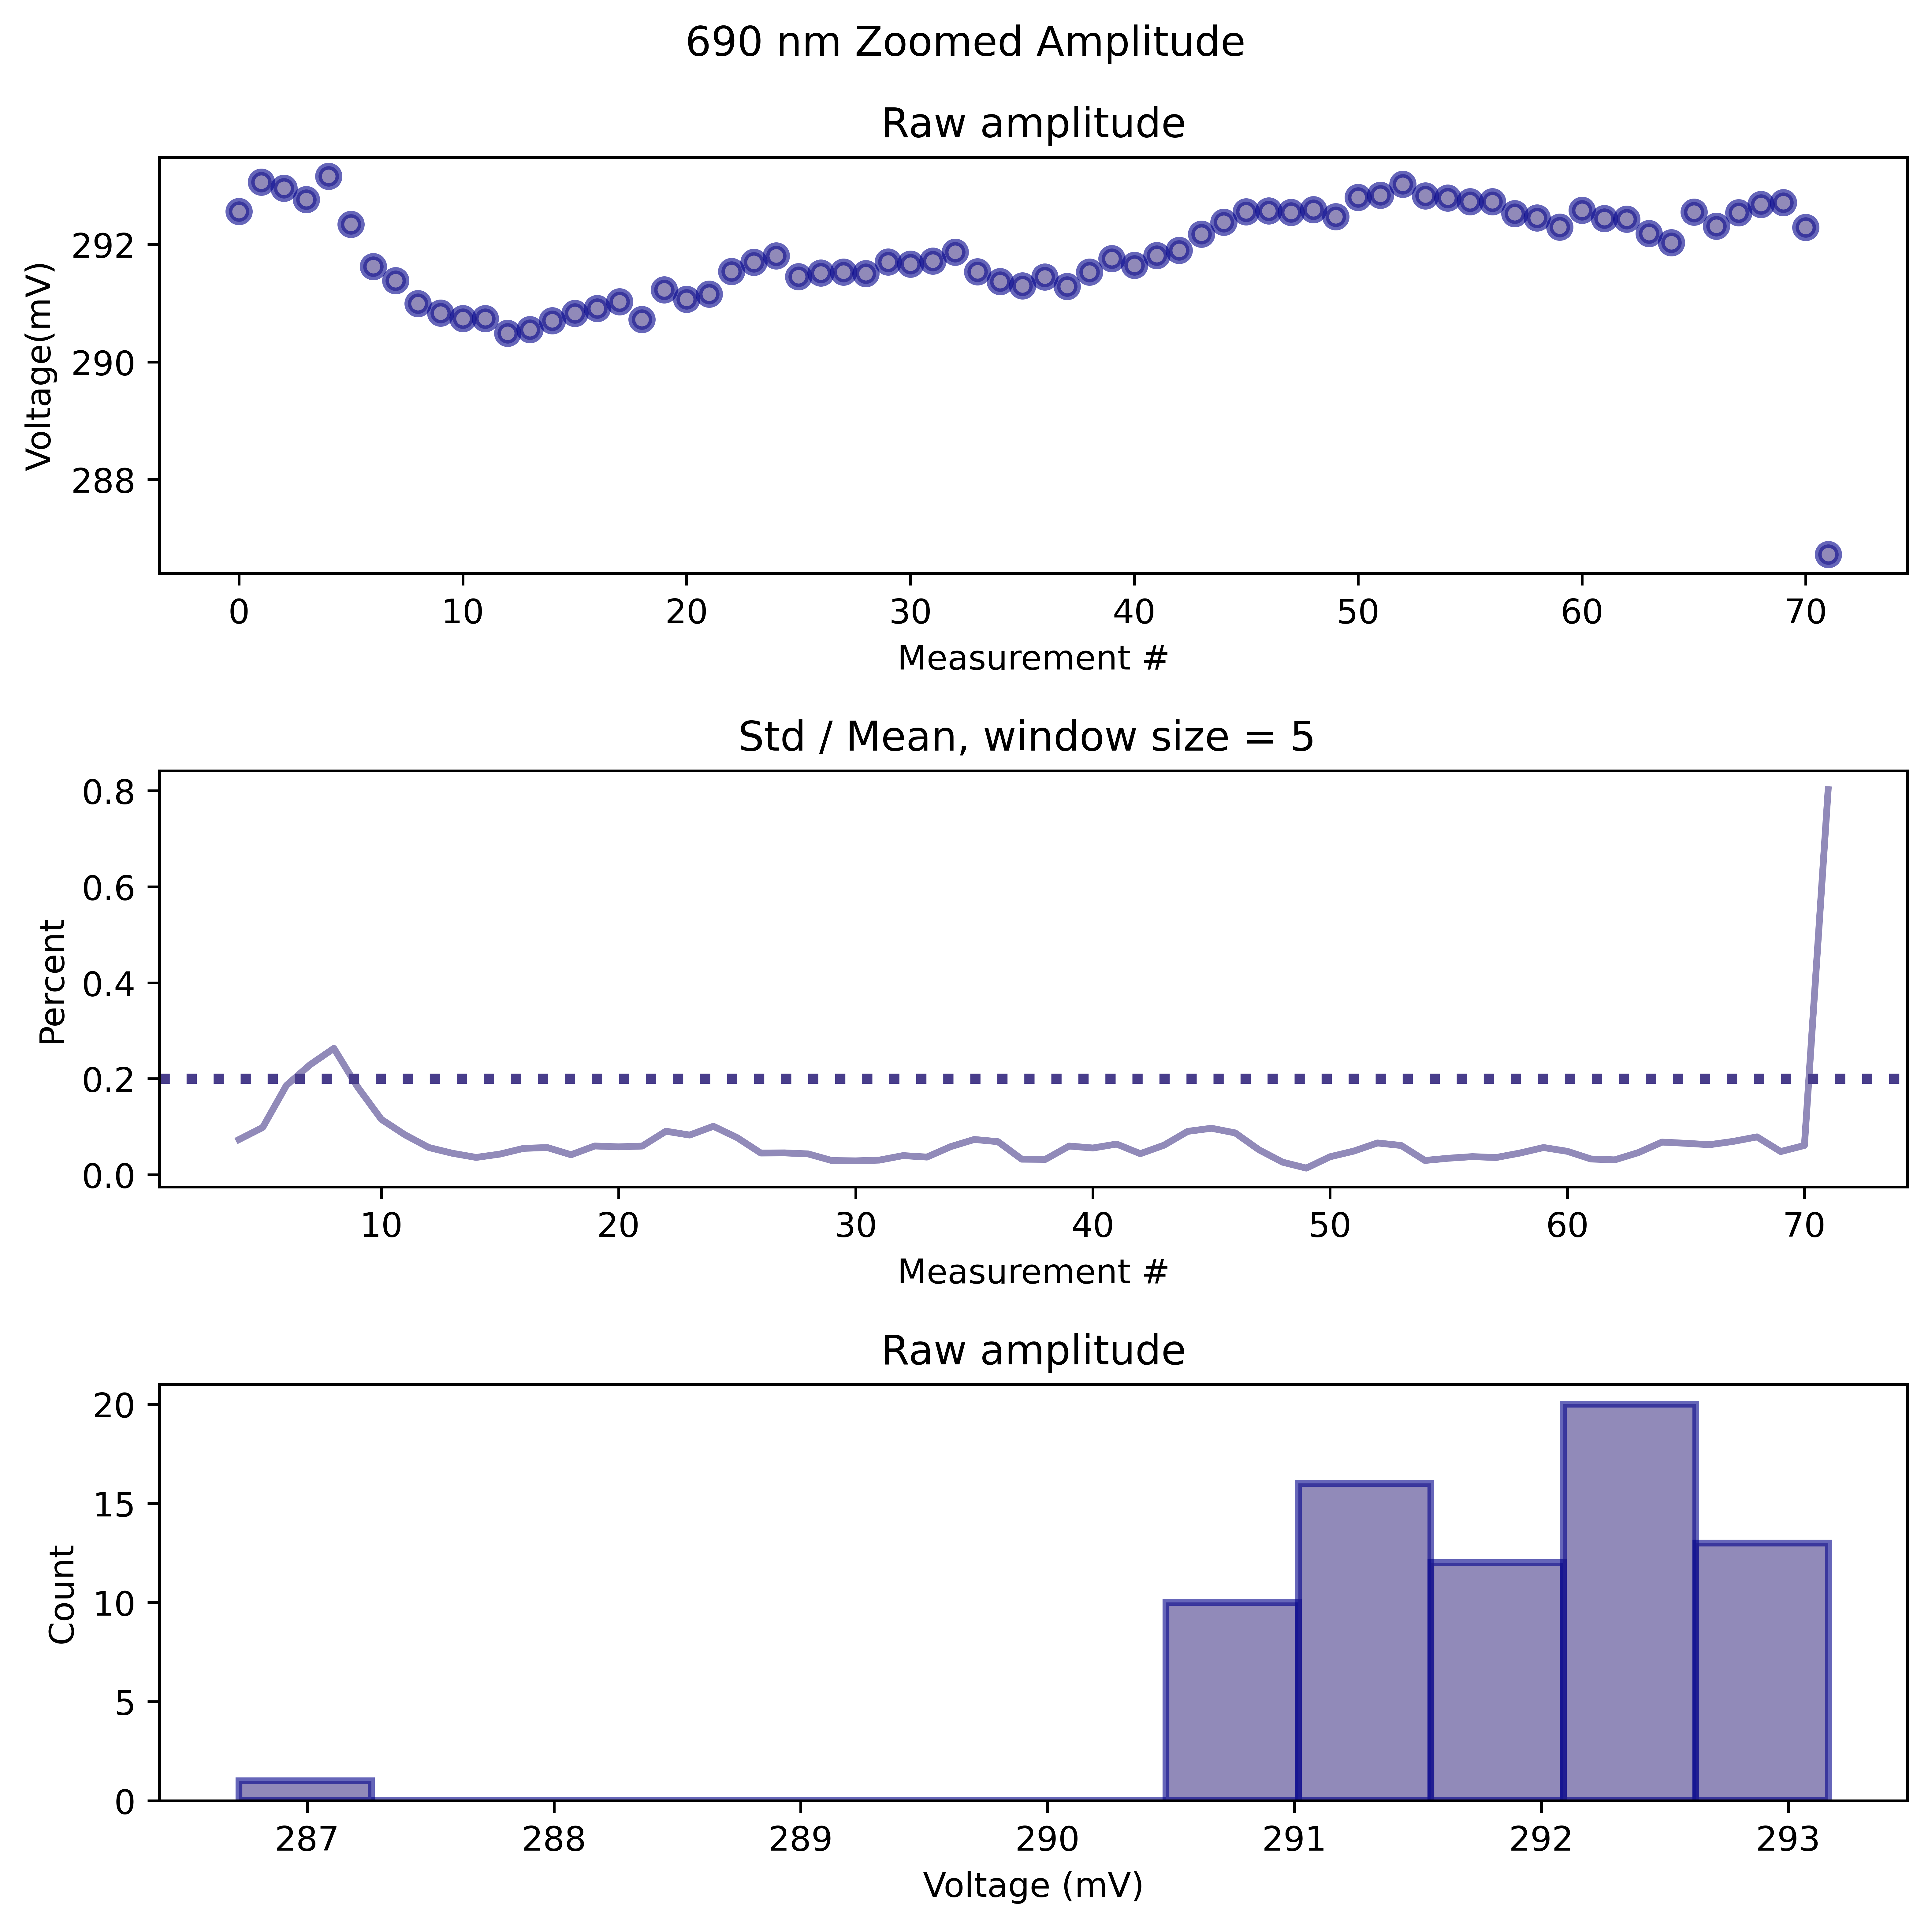 690 nm Zoomed Amplitude
Raw amplitude
Voltage(mV)
292
290
288
0 10 20 30 40 50 60 70
Measurement #
Std / Mean, window size = 5
Percent
0.8
0.6
0.4
0.2
0.0
10 20 30 40 50 60 70
Measurement #
Raw amplitude
Count
20
15
10
5
0
287 288 289 290 291 292 293
Voltage (mV)